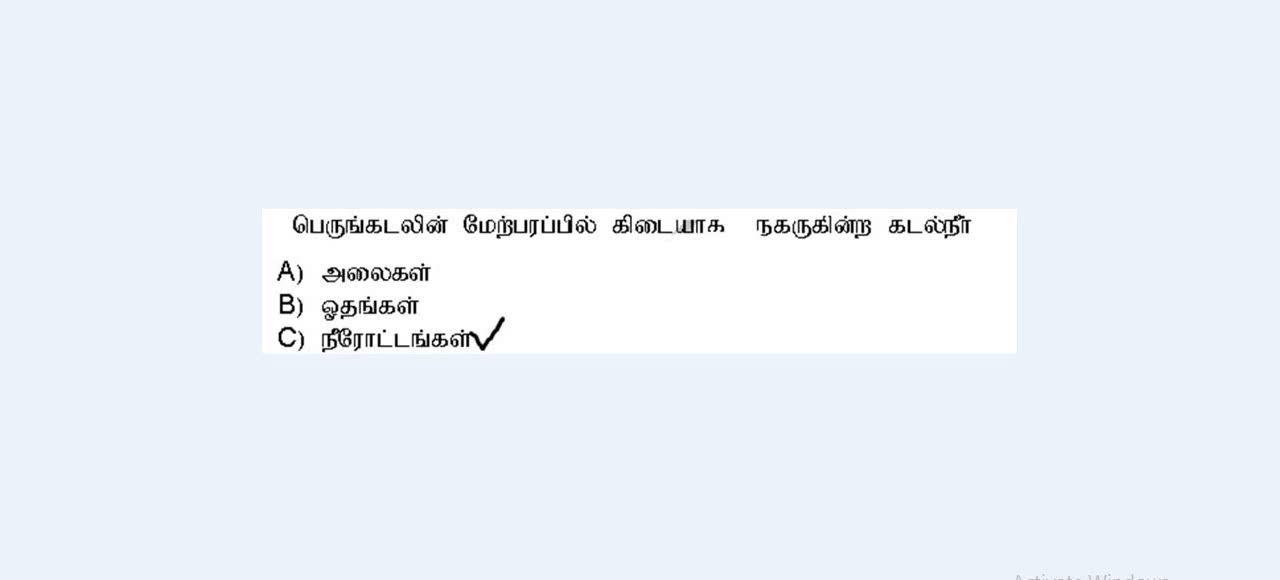 பெருங்கடலின் மேற்பரப்பில் கிடையாக நகருகின்ற கடல்நீர்
A) அலைகள்
B) ஓதங்கள்
C) நீரோட்டங்கள்